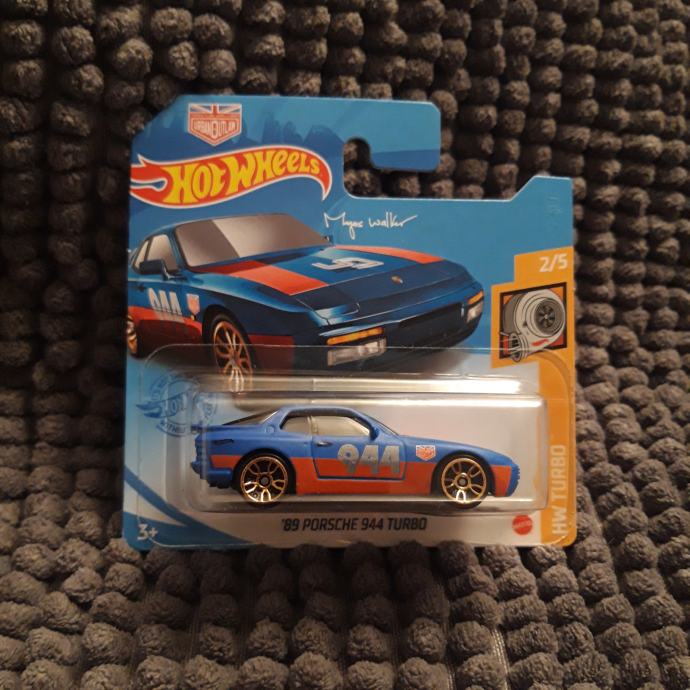 URBAN OUTLAW
HOT WHEELS
Magnus Walker
2/5
944
944
HW TURBO
'89 PORSCHE 944 TURBO
3+